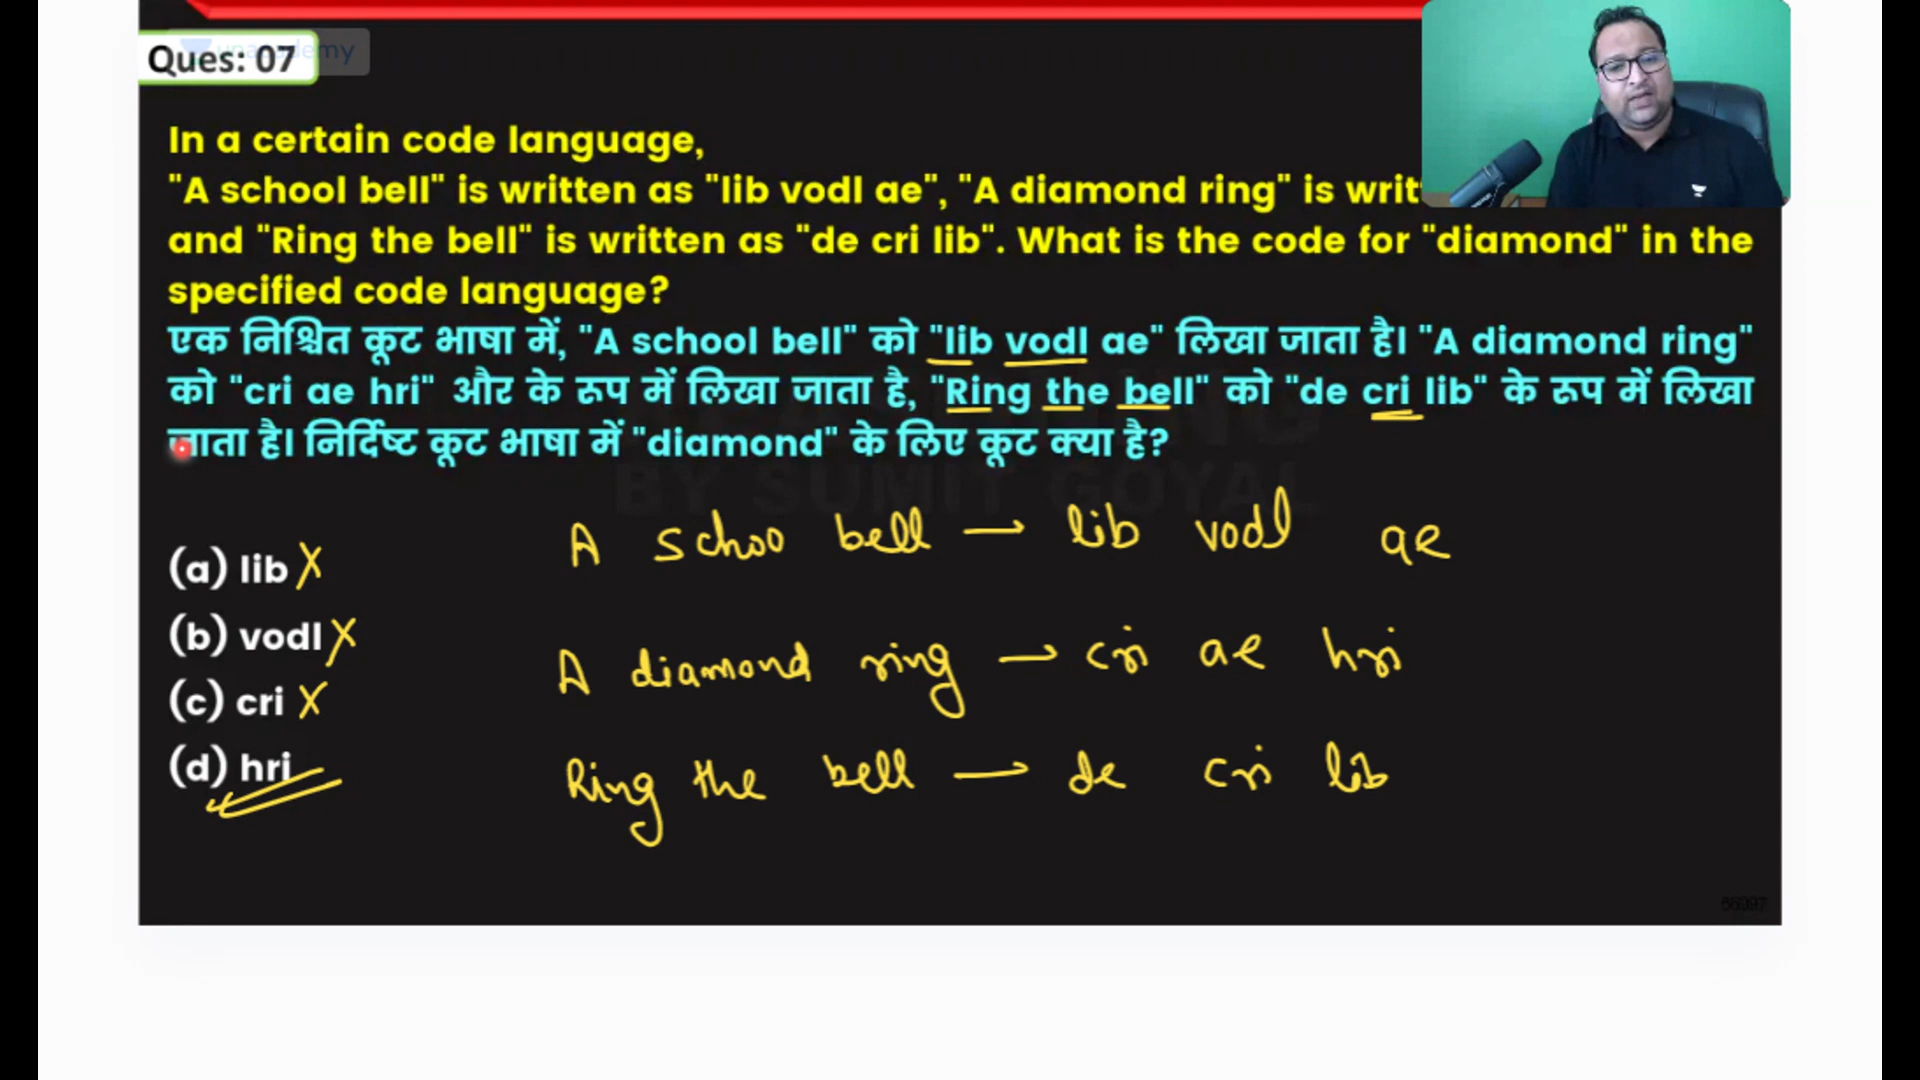 Ques: 07
In a certain code language,
"A school bell" is written as "lib vodl ae", "A diamond ring" is writ
and "Ring the bell" is written as "de cri lib". What is the code for "diamond" in the
specified code language?
एक निश्चित कूट भाषा में, "A school bell" को "lib vodl ae" लिखा जाता है। "A diamond ring"
को "cri ae hri" और के रूप में लिखा जाता है, "Ring the bell" को "de cri lib" के रूप में लिखा
जाता है। निर्दिष्ट कूट भाषा में "diamond" के लिए कूट क्या है?
BY SUMIT GOYAL
A schoo bell — lib vodl ae
(a) lib X
(b) vodl X
A diamond ring → cri ae hri
(c) cri X
(d) hri
Ring the bell → de cri lib